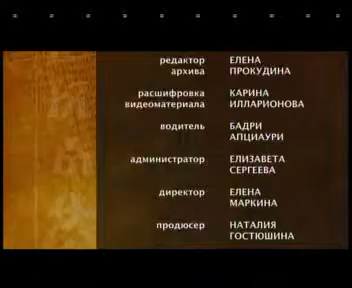 редактор ЕЛЕНА
архива ПРОКУДИНА
расшифровка КАРИНА
видеоматериала ИЛЛАРИОНОВА
водитель БАДРИ
АПЦИАУРИ
администратор ЕЛИЗАВЕТА
СЕРГЕЕВА
директор ЕЛЕНА
МАРКИНА
продюсер НАТАЛИЯ
ГОСТЮШИНА